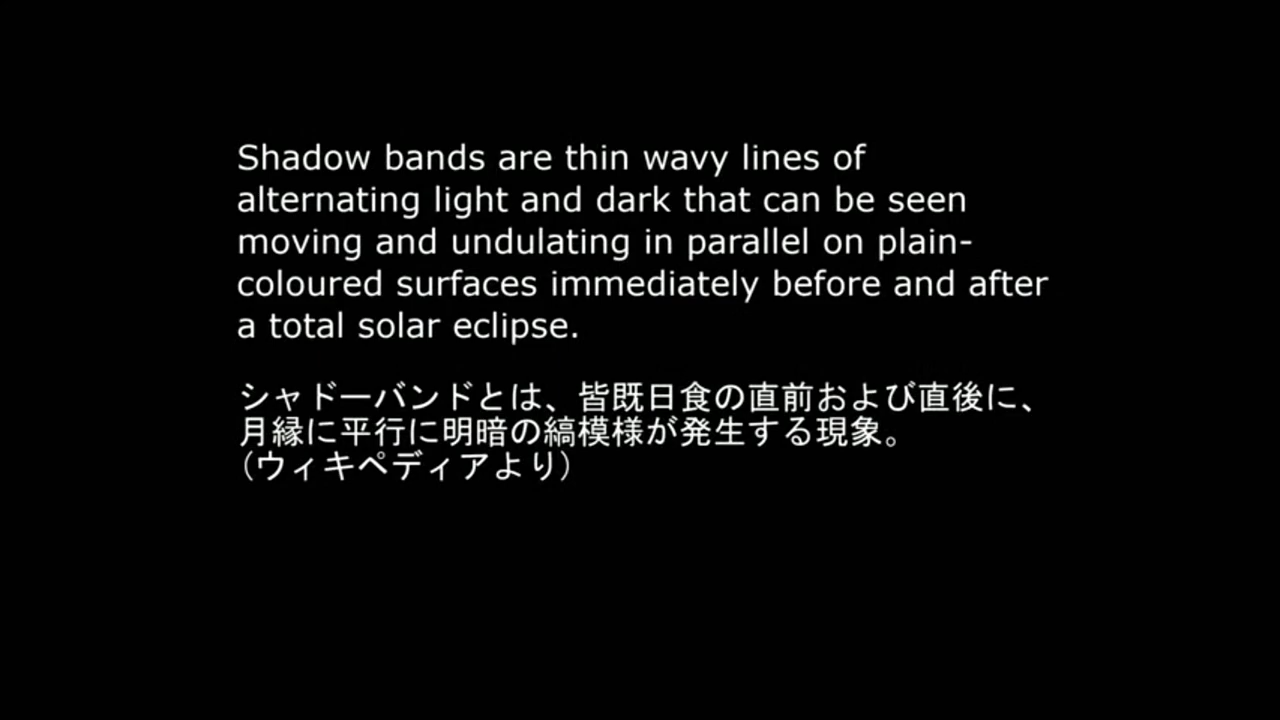 Shadow bands are thin wavy lines of
alternating light and dark that can be seen
moving and undulating in parallel on plain-
coloured surfaces immediately before and after
a total solar eclipse.
シャドーバンドとは、皆既日食の直前および直後に、
月縁に平行に明暗の縞模様が発生する現象。
(ウィキペディアより)